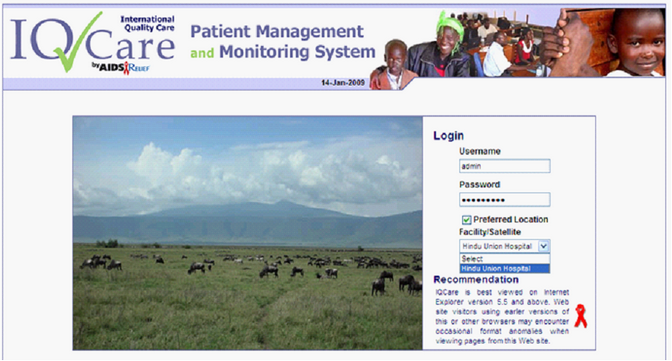 IQCare
International
Quality Care
by AIDSRELIEF
Patient Management
and Monitoring System
14-Jan-2009
Login
Username
admin
Password
•••••••••
Preferred Location
Facility/Satellite
Hindu Union Hospital
Select
Hindu Union Hospital
Recommendation
IQCare is best viewed on Internet
Explorer version 5.5 and above. Web
site visitors using earlier versions of
this or other browsers may encounter
occasional format anomalies when
viewing pages from this Web site.